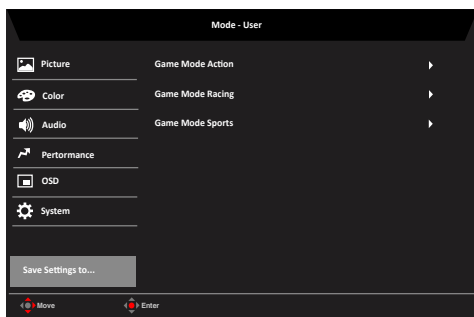 Mode - User
Picture
Game Mode Action
Color
Game Mode Racing
Audio
Game Mode Sports
Pertormance
OSD
System
Save Settings to...
Move
Enter